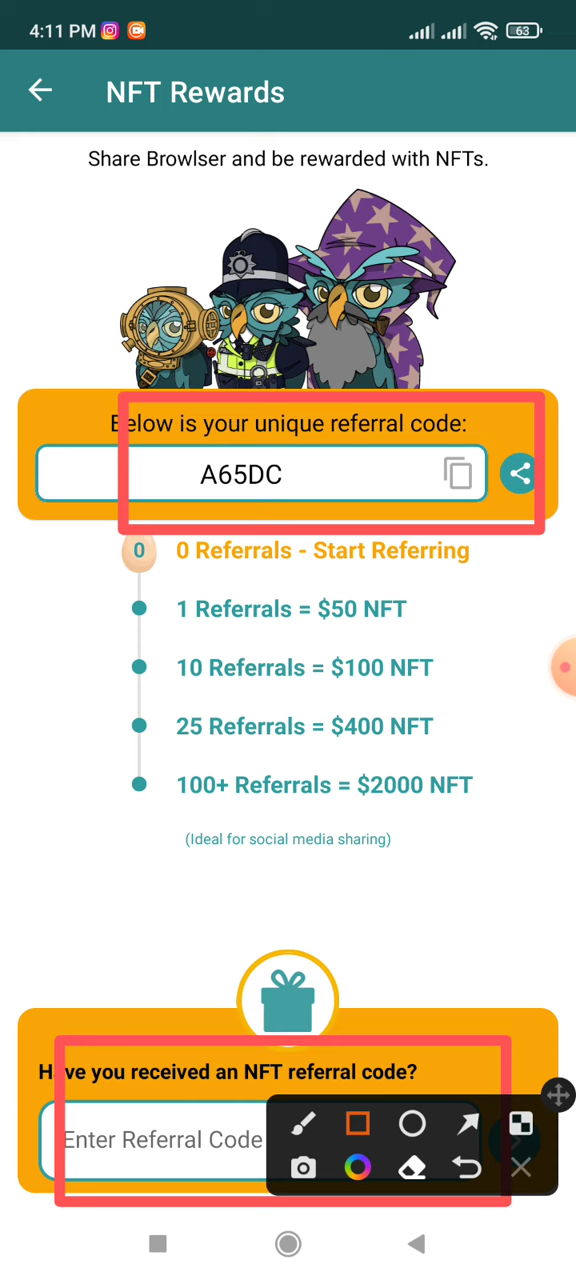 4:11 PM
63
NFT Rewards
Share Browlser and be rewarded with NFTs.
Below is your unique referral code:
A65DC
0 0 Referrals - Start Referring
1 Referrals = $50 NFT
10 Referrals = $100 NFT
25 Referrals = $400 NFT
100+ Referrals = $2000 NFT
(Ideal for social media sharing)
Have you received an NFT referral code?
Enter Referral Code